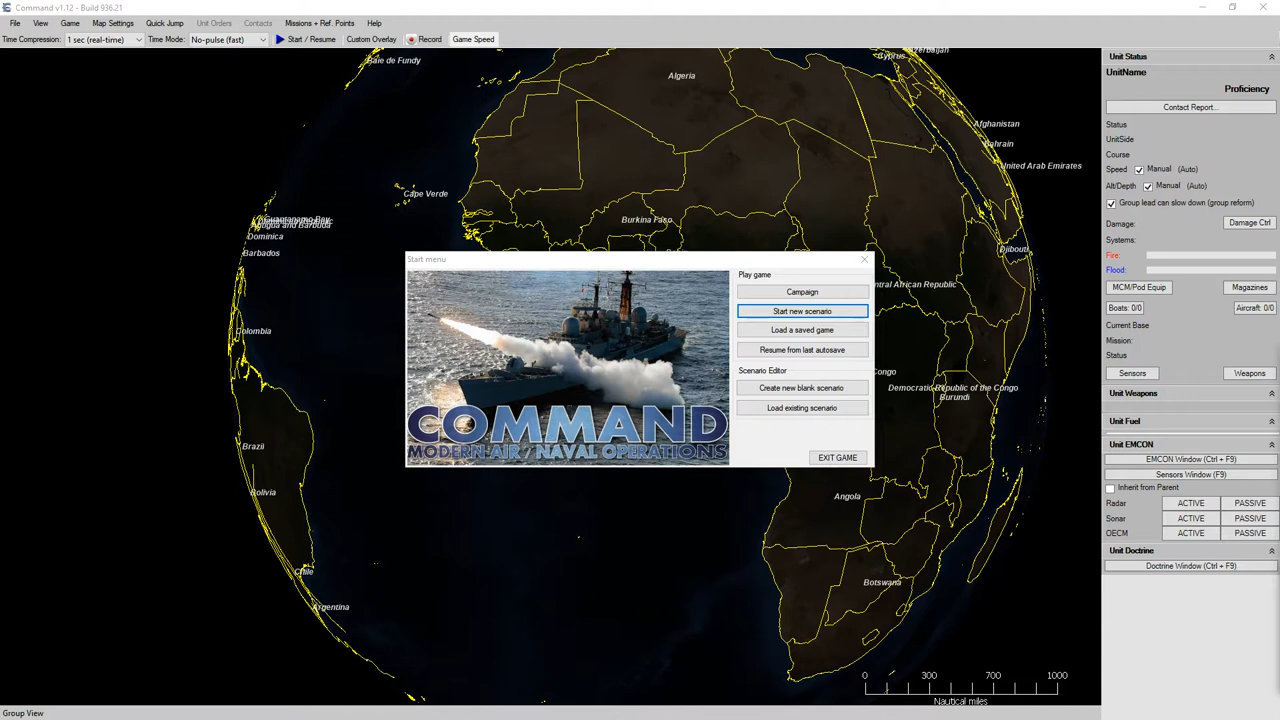 Command v1.12 - Build 936.21
File View Game Map Settings Quick Jump Unit Orders Contacts Missions + Ref. Points Help
Time Compression: 1 sec (real-time) Time Mode: No-pulse (fast) Start / Resume Custom Overlay Record Game Speed
Baie de Fundy
Cyprus
Azerbaijan
Algeria
Afghanistan
Bahrain
United Arab Emirates
Cape Verde
Guantanamo Bay
Antigua and Barbuda
Dominica
Barbados
Burkina Faso
Djibouti
ntral African Republic
Colombia
Congo
Democratic Republic of the Congo
Burundi
Brazil
Bolivia
Angola
Chile
Argentina
Botswana
Start menu
COMMAND
MODERN AIR / NAVAL OPERATIONS
Play game
Campaign
Start new scenario
Load a saved game
Resume from last autosave
Scenario Editor
Create new blank scenario
Load existing scenario
EXIT GAME
0 300 700 1000
Nautical miles
Unit Status
UnitName
Proficiency
Contact Report...
Status
UnitSide
Course
Speed Manual (Auto)
Alt/Depth Manual (Auto)
Group lead can slow down (group reform)
Damage: Damage Ctrl
Systems:
Fire:
Flood:
MCM/Pod Equip Magazines
Boats: 0/0 Aircraft: 0/0
Current Base
Mission:
Status
Sensors Weapons
Unit Weapons
Unit Fuel
Unit EMCON
EMCON Window (Ctrl + F9)
Sensors Window (F9)
Inherit from Parent
Radar ACTIVE PASSIVE
Sonar ACTIVE PASSIVE
OECM ACTIVE PASSIVE
Unit Doctrine
Doctrine Window (Ctrl + F9)
Group View